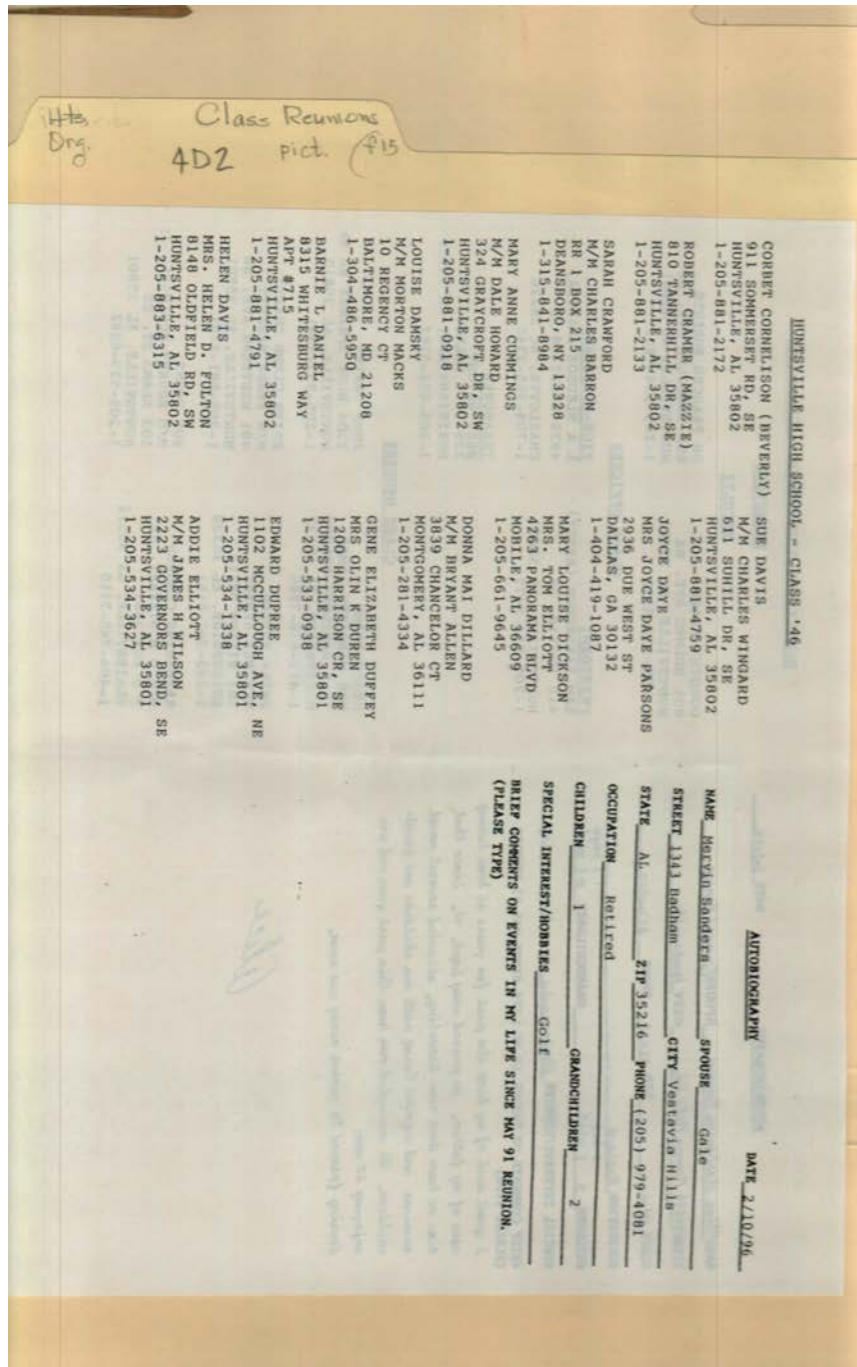 Class Reunions
Org.
4D2 pict.
HUNTSVILLE HIGH SCHOOL - CLASS '46
CORBET CORNELISON (BEVERLY)
911 SOMMERSET RD, SE
HUNTSVILLE, AL 35802
1-205-881-2172
ROBERT CRAMER (MAZZIE)
810 TANNERHILL DR, SE
HUNTSVILLE, AL 35802
1-205-881-2133
SARAH CRAWFORD
M/M CHARLES BARRON
RR 1 BOX 215
DEANSBORO, NY 13328
1-315-841-8984
MARY ANNE CUMMINGS
M/M DALE HOWARD
324 GRAYCROFT DR, SW
HUNTSVILLE, AL 35802
1-205-881-0918
LOUISE DAMSKY
M/M MORTON MACKS
10 REGENCY CT
BALTIMORE, MD 21208
1-304-486-5950
BARNIE L DANIEL
8315 WHITESBURG WAY
APT #715
HUNTSVILLE, AL 35802
1-205-881-4791
HELEN DAVIS
MRS. HELEN D. FULTON
8148 OLDFIELD RD, SW
HUNTSVILLE, AL 35802
1-205-883-6315
SUE DAVIS
M/M CHARLES WINGARD
611 SUHILL DR, SE
HUNTSVILLE, AL 35802
1-205-881-4759
JOYCE DAYE
MRS JOYCE DAYE PARSONS
2936 DUE WEST ST
DALLAS, GA 30132
1-404-419-1087
MARY LOUISE DICKSON
MRS. TOM ELLIOTT
4263 PANORAMA BLVD
MOBILE, AL 36609
1-205-661-9645
DONNA MAI DILLARD
M/M BRYANT ALLEN
3839 CHANCELOR CT
MONTGOMERY, AL 36111
1-205-281-4334
GENE ELIZABETH DUFFEY
MRS OLIN K DUREN
1200 HARRISON CR, SE
HUNTSVILLE, AL 35801
1-205-533-0938
EDWARD DUPREE
1102 MCCULLOUGH AVE, NE
HUNTSVILLE, AL 35801
1-205-534-1338
ADDIE ELLIOTT
M/M JAMES H WILSON
2223 GOVERNORS BEND, SE
HUNTSVILLE, AL 35801
1-205-534-3627
AUTOBIOGRAPHY DATE 2/10/96
NAME Mervin Sanders SPOUSE Gale
STREET 1343 Badham CITY Vestavia Hills
STATE AL ZIP 35216 PHONE (205) 979-4081
OCCUPATION Retired
CHILDREN 1 GRANDCHILDREN 2
SPECIAL INTEREST/HOBBIES Golf
BRIEF COMMENTS ON EVENTS IN MY LIFE SINCE MAY 91 REUNION.
(PLEASE TYPE)